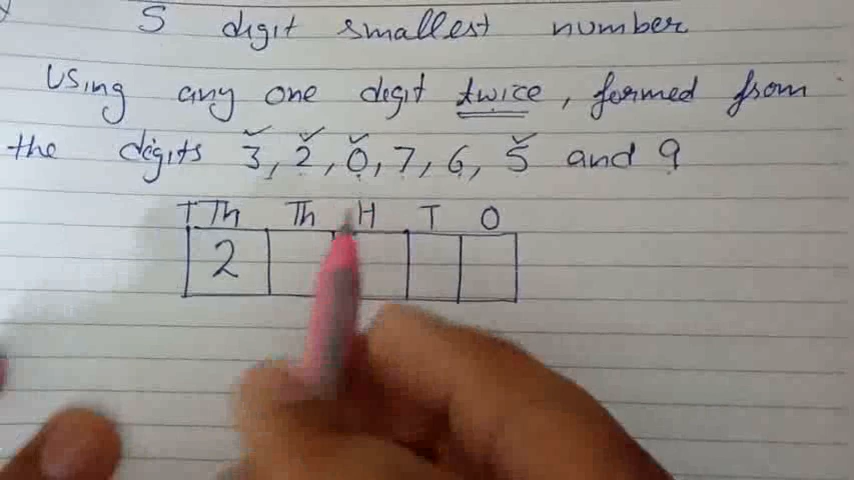 5 digit smallest number
Using any one digit twice, formed from
the digits 3, 2, 0, 7, 6, 5 and 9
T Th Th H T O
2